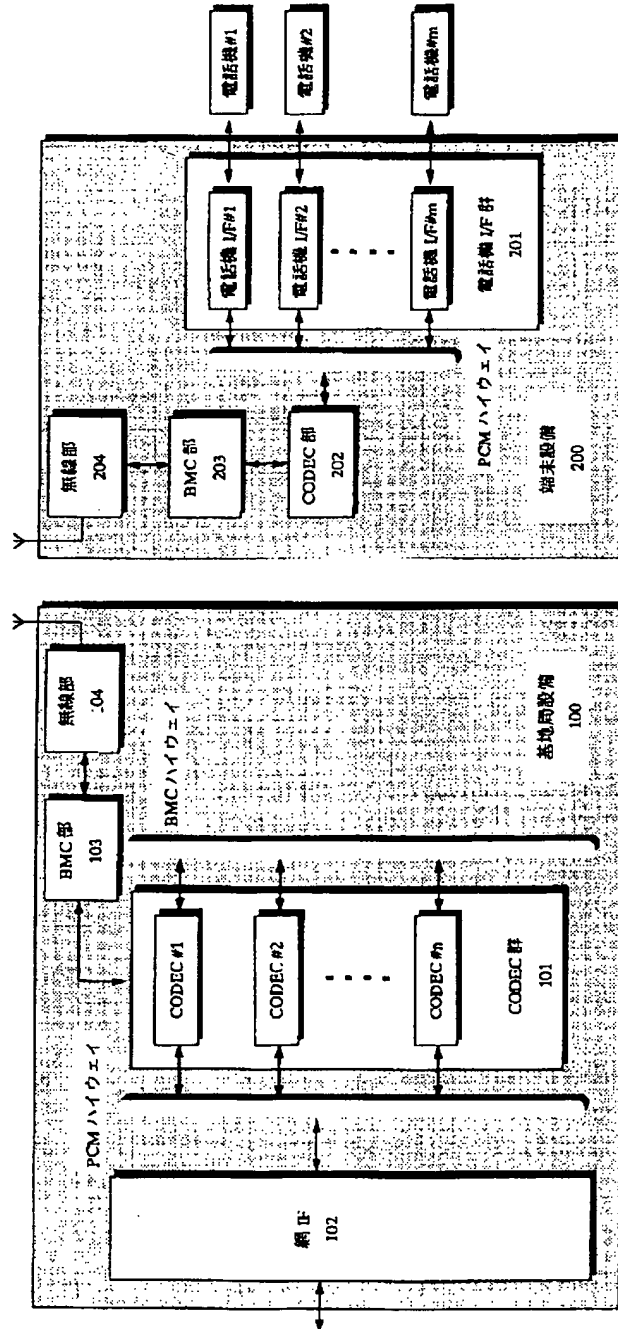 網 IF
102
PCM ハイウェイ
CODEC #1
CODEC #2
CODEC #n
CODEC 群
101
BMC 部
103
無線部
104
BMC ハイウェイ
基地局設備
100
無線部
204
BMC 部
203
CODEC 部
202
PCM ハイウェイ
端末設備
200
電話機 I/F#1
電話機 I/F#2
電話機 I/F#m
電話機 I/F 群
201
電話機#1
電話機#2
電話機#m